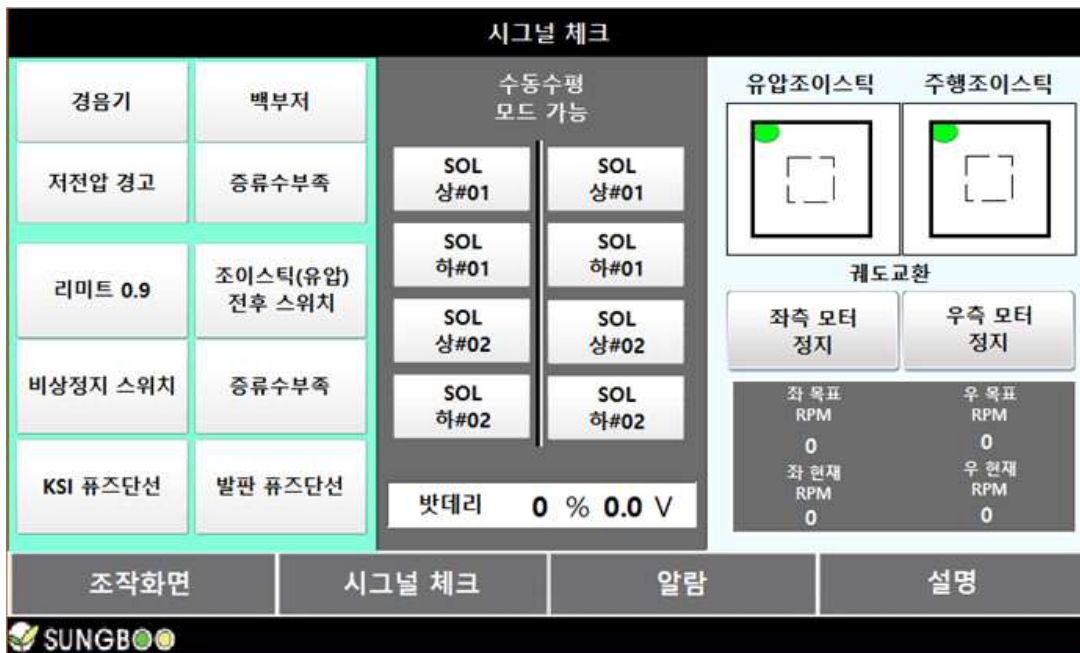 시그널 체크
경음기
백부저
저전압 경고
증류수부족
리미트 0.9
조이스틱(유압)
전후 스위치
비상정지 스위치
증류수부족
KSI 퓨즈단선
발판 퓨즈단선
수동수평
모드 가능
SOL
상#01
SOL
상#01
SOL
하#01
SOL
하#01
SOL
상#02
SOL
상#02
SOL
하#02
SOL
하#02
밧데리 0 % 0.0 V
유압조이스틱
주행조이스틱
궤도교환
좌측 모터
정지
우측 모터
정지
좌 목표
RPM
0
우 목표
RPM
0
좌 현재
RPM
0
우 현재
RPM
0
조작화면
시그널 체크
알람
설명
SUNGBOO